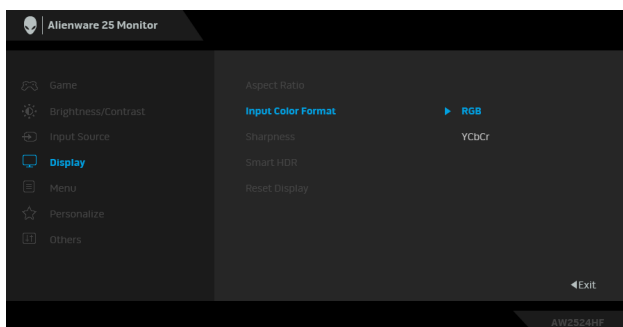 Alienware 25 Monitor
Game
Brightness/Contrast
Input Source
Display
Menu
Personalize
Others
Aspect Ratio
Input Color Format
Sharpness
Smart HDR
Reset Display
RGB
YCbCr
Exit
AW2524HF